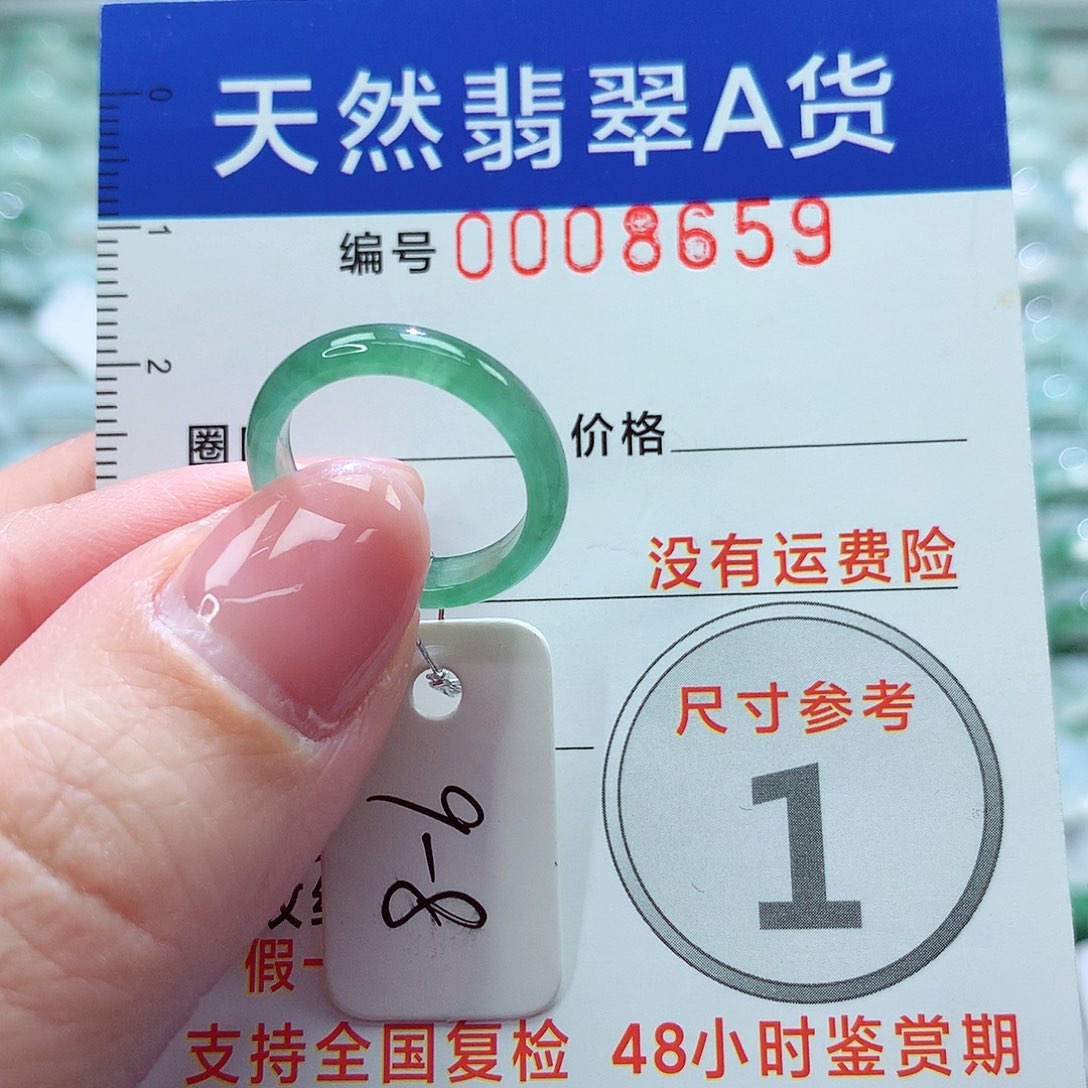 天然翡翠A货
编号 0008659
0
1
2
圈 价格
没有运费险
尺寸参考
1
9-8
假一
支持全国复检 48小时鉴赏期